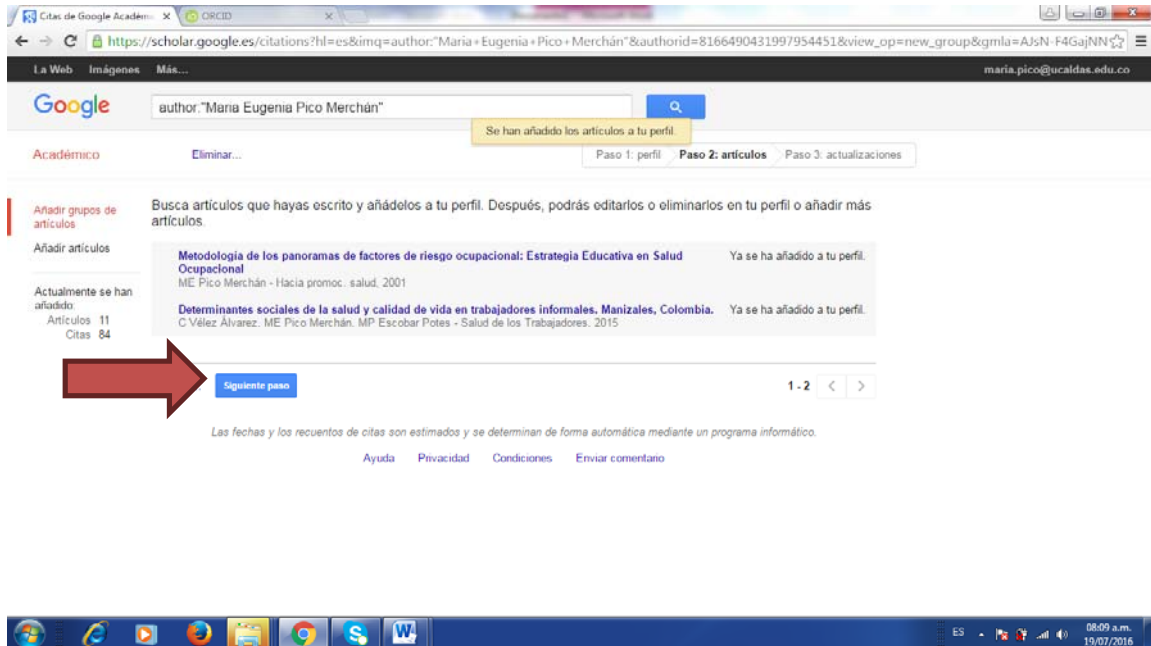 Citas de Google Académ
ORCID
https://scholar.google.es/citations?hl=es&imq=author:"Maria+Eugenia+Pico+Merchán"&authorid=8166490431997954451&view_op=new_group&gmla=AJsN-F4GajNN
La Web Imágenes Más... maria.pico@ucaldas.edu.co
Google author:"Maria Eugenia Pico Merchán"
Se han añadido los artículos a tu perfil.
Académico Eliminar... Paso 1: perfil Paso 2: artículos Paso 3: actualizaciones
Añadir grupos de
artículos
Añadir artículos
Actualmente se han
añadido:
Artículos 11
Citas 84
Busca artículos que hayas escrito y añádelos a tu perfil. Después, podrás editarlos o eliminarlos en tu perfil o añadir más
artículos.
Metodología de los panoramas de factores de riesgo ocupacional: Estrategia Educativa en Salud
Ocupacional
ME Pico Merchán - Hacia promoc. salud, 2001
Ya se ha añadido a tu perfil.
Determinantes sociales de la salud y calidad de vida en trabajadores informales. Manizales, Colombia.
C Vélez Álvarez, ME Pico Merchán, MP Escobar Potes - Salud de los Trabajadores, 2015
Ya se ha añadido a tu perfil.
Siguiente paso 1 - 2
Las fechas y los recuentos de citas son estimados y se determinan de forma automática mediante un programa informático.
Ayuda Privacidad Condiciones Enviar comentario
ES 08:09 a.m.
19/07/2016